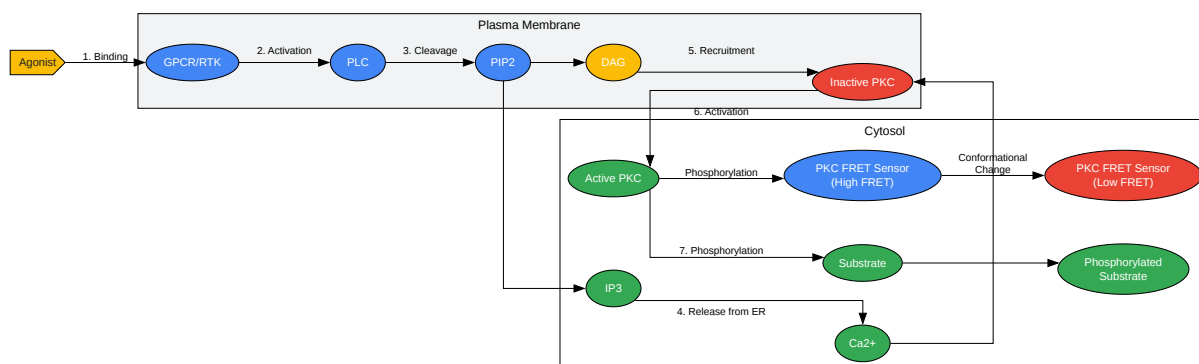 Plasma Membrane
Agonist
1. Binding
GPCR/RTK
2. Activation
PLC
3. Cleavage
PIP2
DAG
5. Recruitment
Inactive PKC
6. Activation
Cytosol
Active PKC
Phosphorylation
PKC FRET Sensor
(High FRET)
Conformational
Change
PKC FRET Sensor
(Low FRET)
7. Phosphorylation
Substrate
Phosphorylated
Substrate
IP3
4. Release from ER
Ca2+